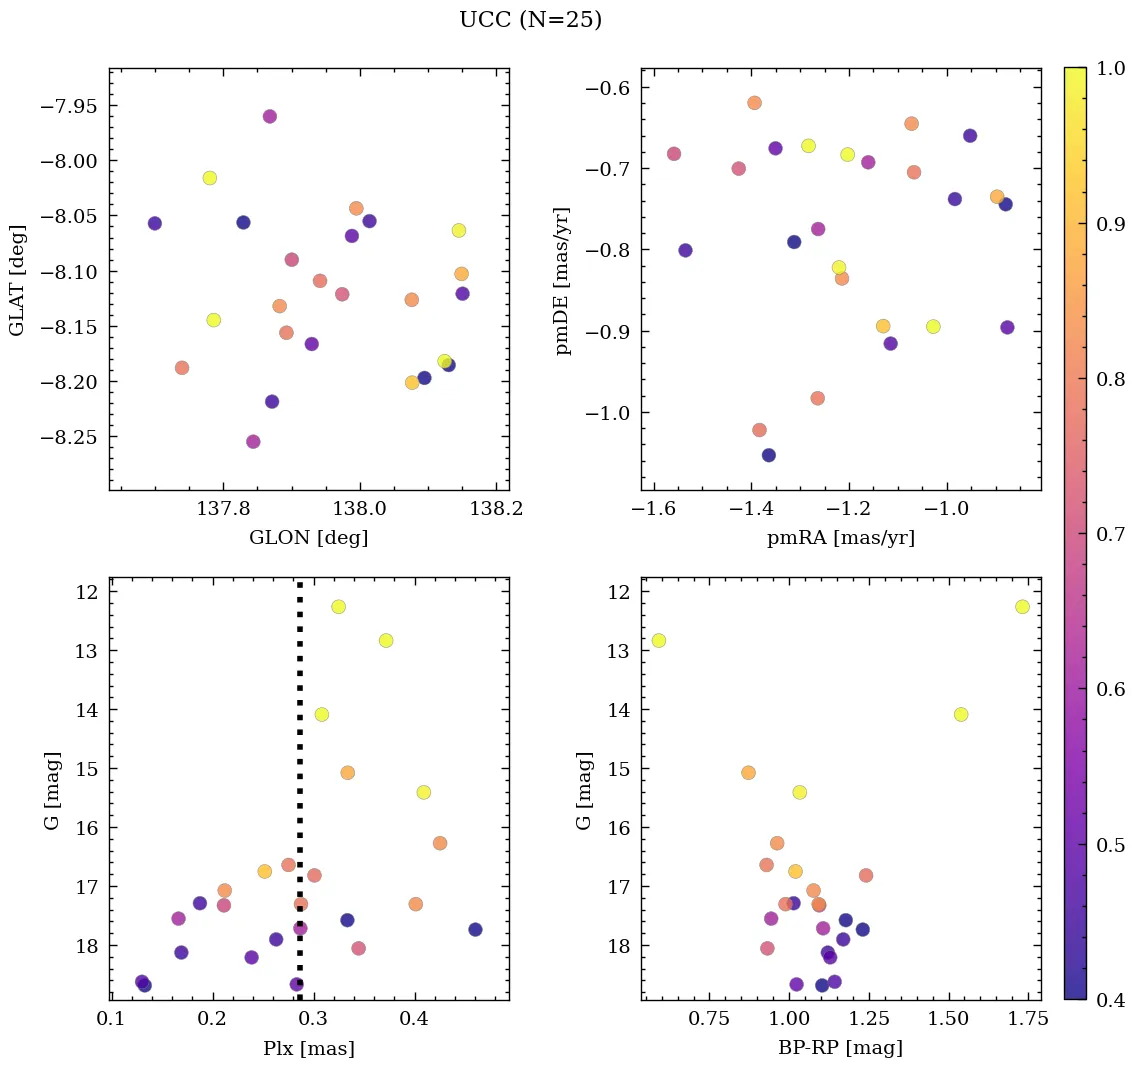 UCC (N=25)
−7.95
−8.00
−8.05
−8.10
−8.15
−8.20
−8.25
GLAT [deg]
137.8 138.0 138.2
GLON [deg]
−0.6
−0.7
−0.8
−0.9
−1.0
pmDE [mas/yr]
−1.6 −1.4 −1.2 −1.0
pmRA [mas/yr]
12
13
14
15
16
17
18
G [mag]
0.1 0.2 0.3 0.4
Plx [mas]
12
13
14
15
16
17
18
G [mag]
0.75 1.00 1.25 1.50 1.75
BP-RP [mag]
1.0
0.9
0.8
0.7
0.6
0.5
0.4